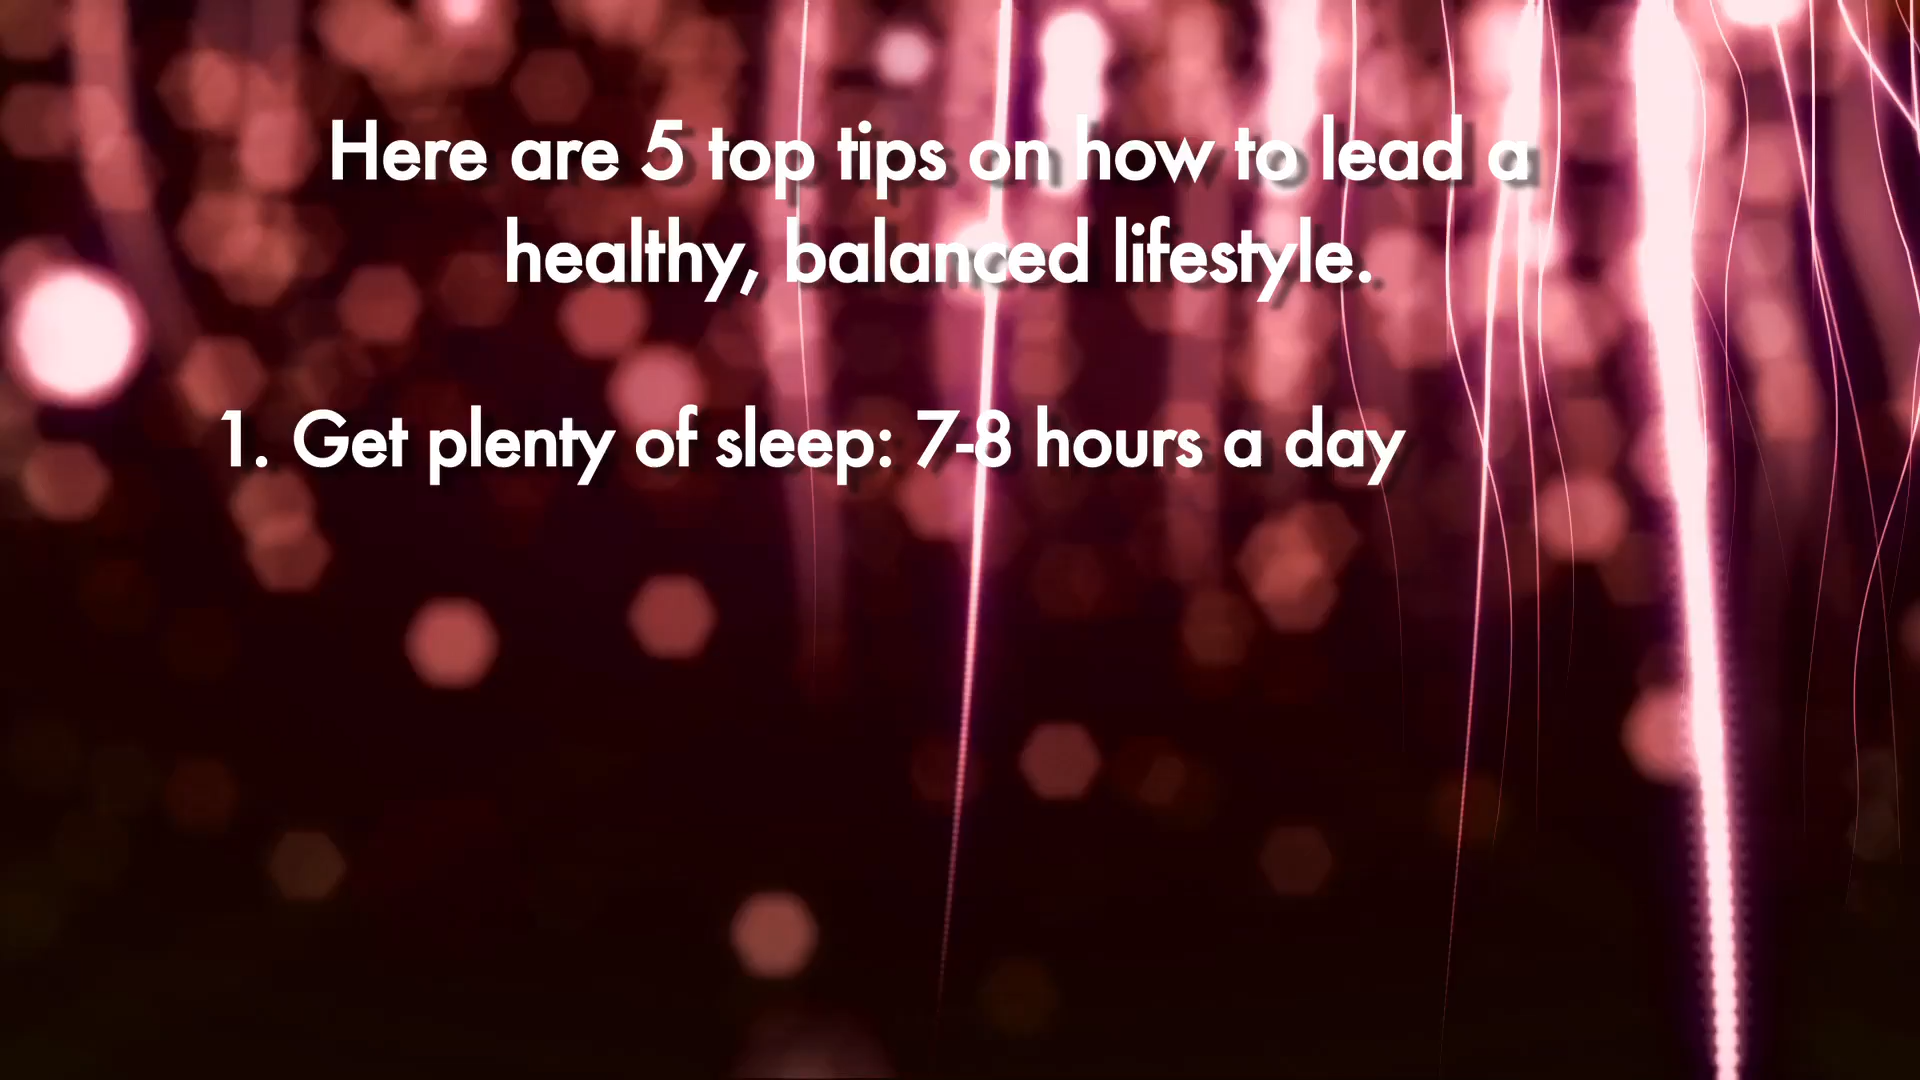 Here are 5 top tips on how to lead a
healthy, balanced lifestyle.
1. Get plenty of sleep: 7-8 hours a day